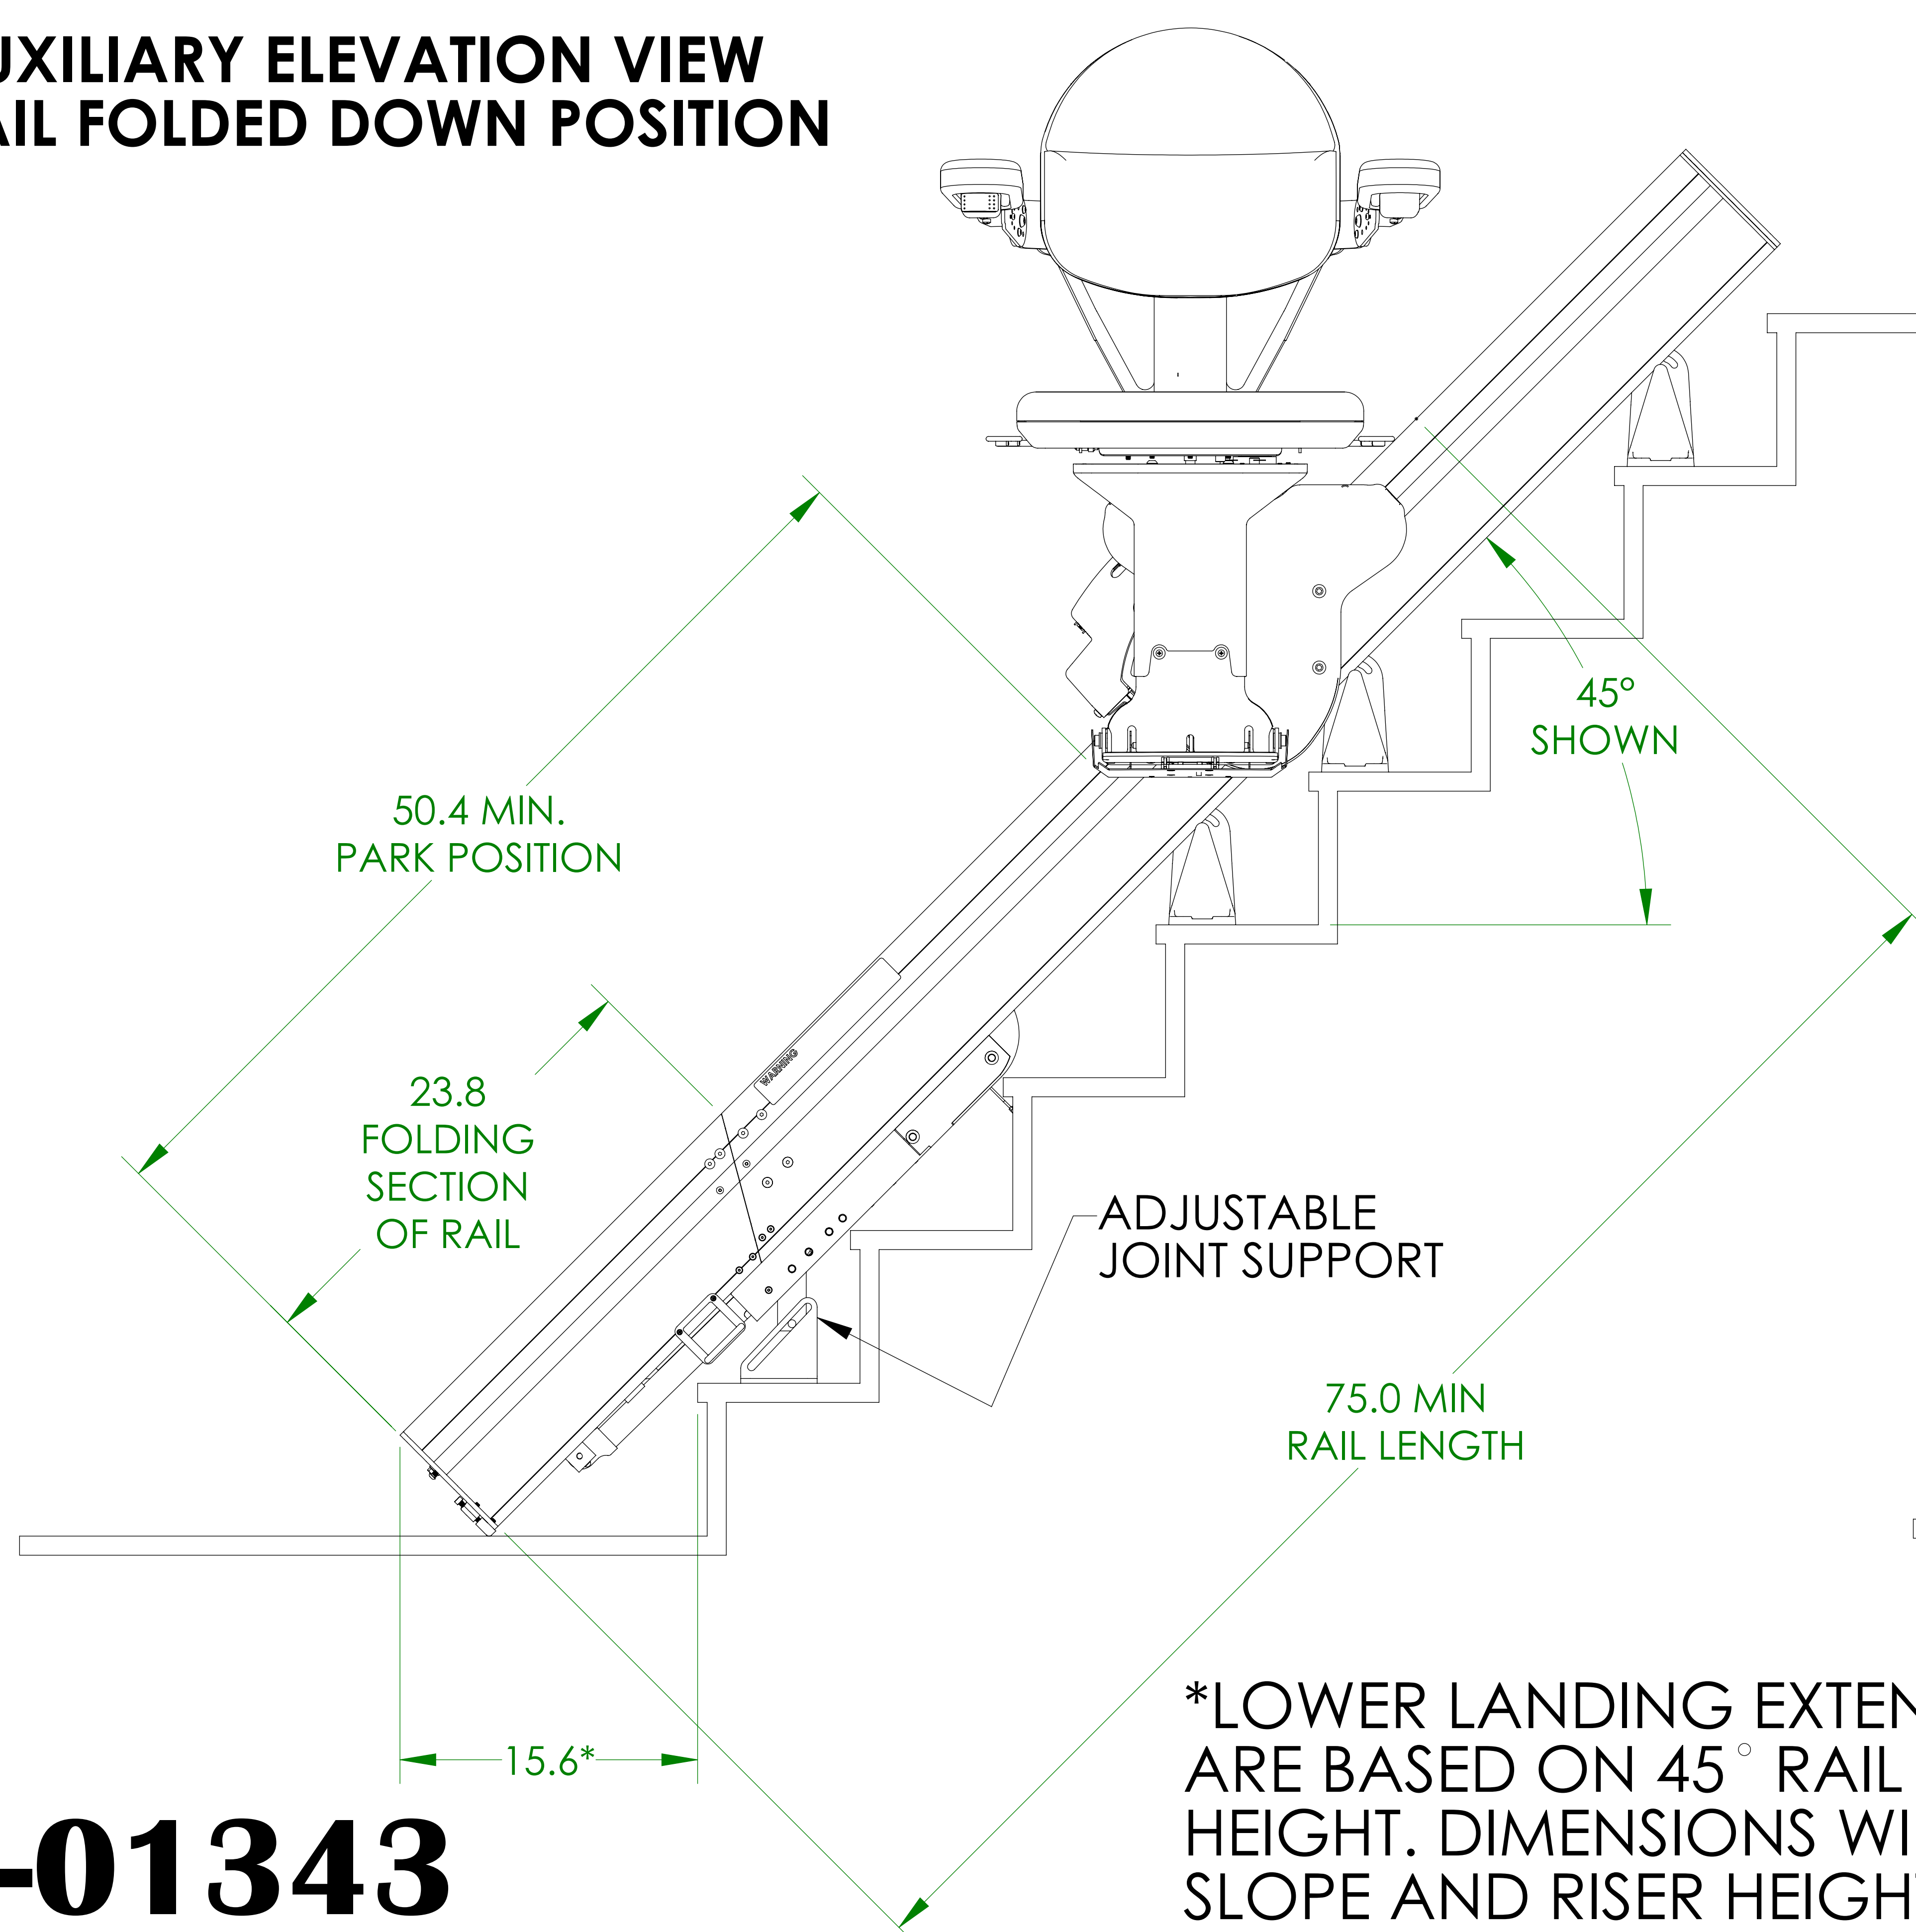 UXILIARY ELEVATION VIEW
AIL FOLDED DOWN POSITION
45°
SHOWN
50.4 MIN.
PARK POSITION
WARNING
23.8
FOLDING
SECTION
OF RAIL
ADJUSTABLE
JOINT SUPPORT
75.0 MIN
RAIL LENGTH
15.6*
*LOWER LANDING EXTEN
ARE BASED ON 45° RAIL
HEIGHT. DIMENSIONS WI
SLOPE AND RISER HEIGHT
-01343